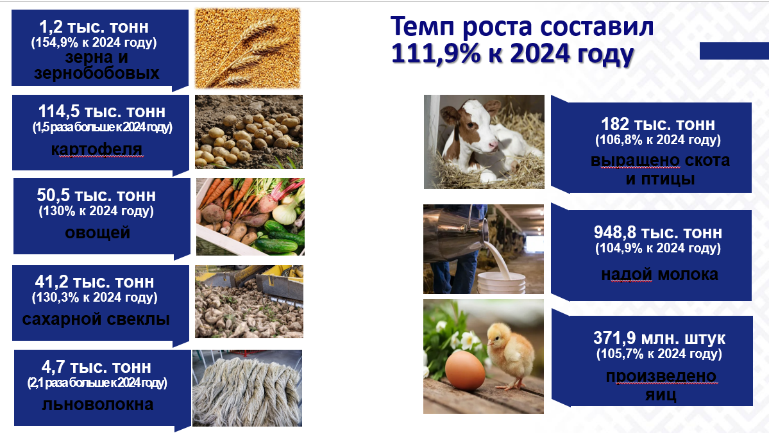 Темп роста составил
111,9% к 2024 году
1,2 тыс. тонн
(154,9% к 2024 году)
зерна и
зернобобовых
114,5 тыс. тонн
(1,5 раза больше к 2024 году)
картофеля
50,5 тыс. тонн
(130% к 2024 году)
овощей
41,2 тыс. тонн
(130,3% к 2024 году)
сахарной свеклы
4,7 тыс. тонн
(2,1 раза больше к 2024 году)
льноволокна
182 тыс. тонн
(106,8% к 2024 году)
выращено скота
и птицы
948,8 тыс. тонн
(104,9% к 2024 году)
надой молока
371,9 млн. штук
(105,7% к 2024 году)
произведено
яиц